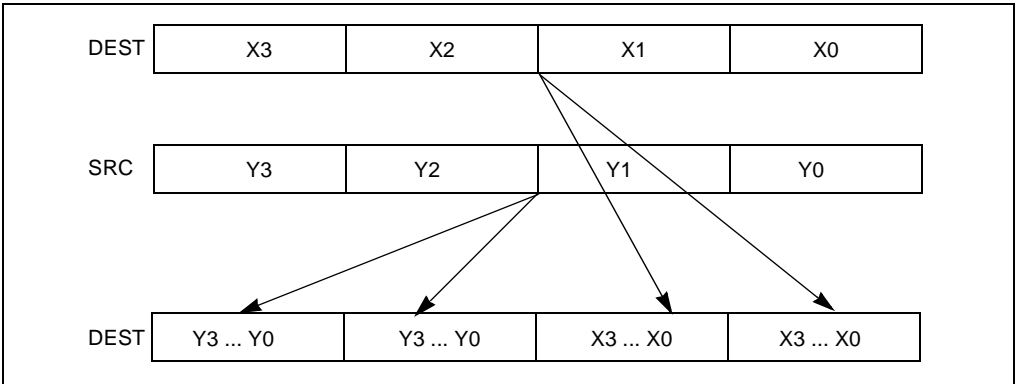 DEST X3 X2 X1 X0
SRC Y3 Y2 Y1 Y0
DEST Y3 ... Y0 Y3 ... Y0 X3 ... X0 X3 ... X0